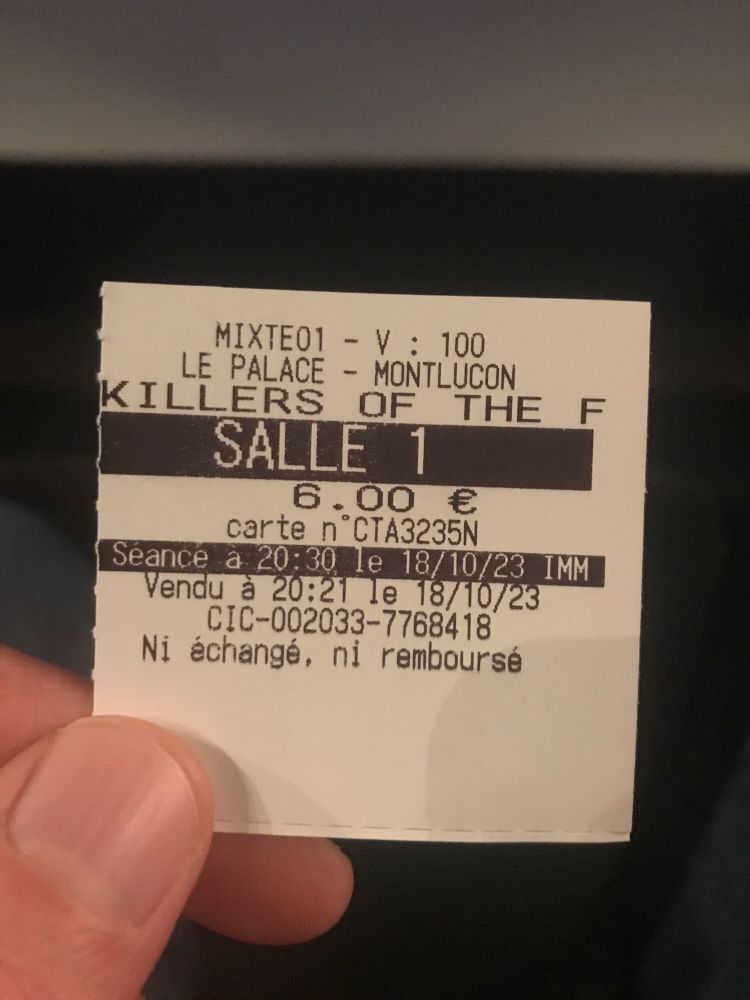 MIXTE01 - V : 100
LE PALACE - MONTLUCON
KILLERS OF THE F
SALLE 1
6.00 €
carte n°CTA3235N
Séance à 20:30 le 18/10/23 IMM
Vendu à 20:21 le 18/10/23
CIC-002033-7768418
Ni échangé, ni remboursé